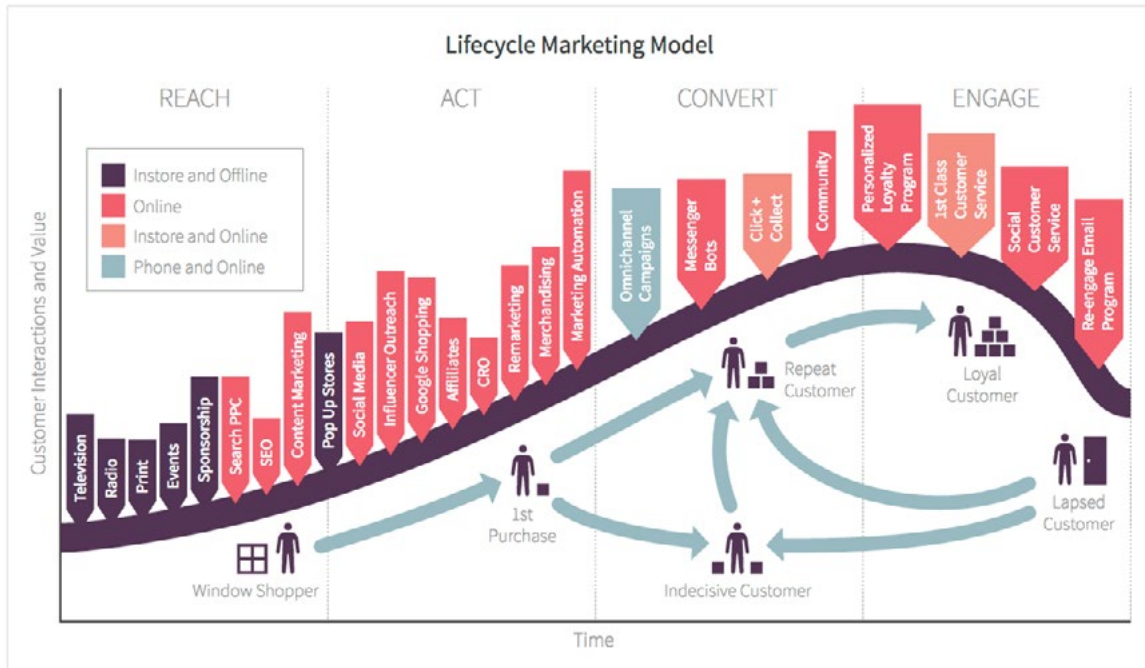 Lifecycle Marketing Model
REACH
ACT
CONVERT
ENGAGE
Instore and Offline
Online
Instore and Online
Phone and Online
Customer Interactions and Value
Television
Radio
Print
Events
Sponsorship
Search PPC
SEO
Content Marketing
Pop Up Stores
Social Media
Influencer Outreach
Google Shopping
Affiliates
CRO
Remarketing
Merchandising
Marketing Automation
Omnichannel
Campaigns
Messenger
Bots
Click +
Collect
Community
Personalized
Loyalty
Program
1st Class
Customer
Service
Social
Customer
Service
Re-engage Email
Program
Window Shopper
1st
Purchase
Repeat
Customer
Indecisive Customer
Loyal
Customer
Lapsed
Customer
Time